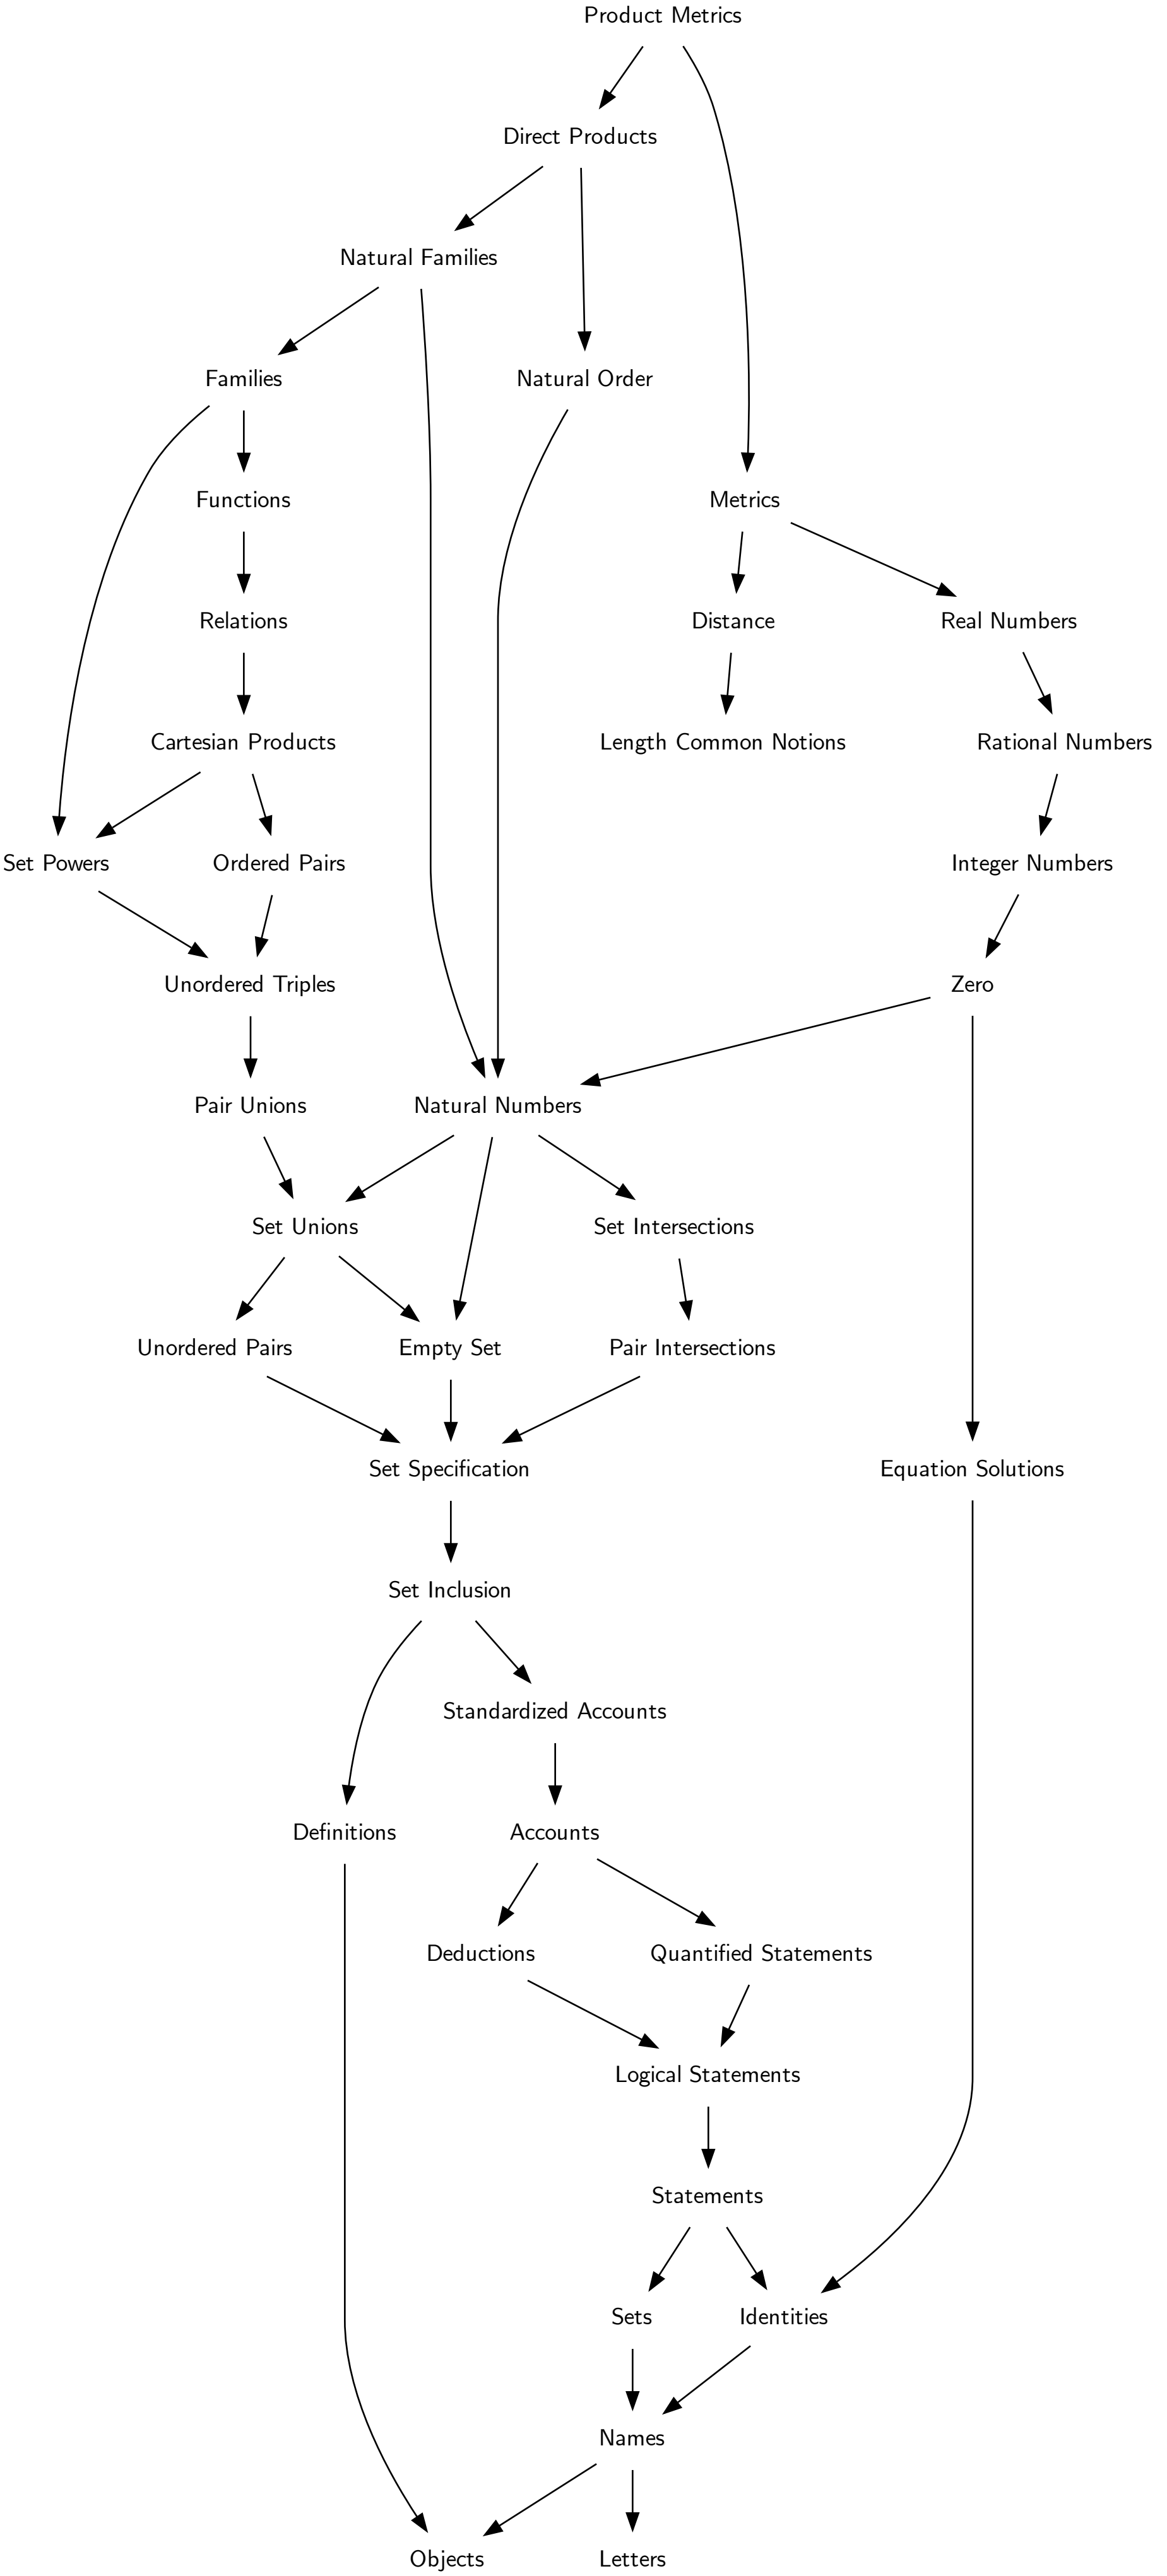 Product Metrics
Direct Products
Natural Families
Families
Natural Order
Functions
Metrics
Relations
Distance
Real Numbers
Cartesian Products
Length Common Notions
Rational Numbers
Set Powers
Ordered Pairs
Integer Numbers
Unordered Triples
Zero
Pair Unions
Natural Numbers
Set Unions
Set Intersections
Unordered Pairs
Empty Set
Pair Intersections
Set Specification
Equation Solutions
Set Inclusion
Standardized Accounts
Definitions
Accounts
Deductions
Quantified Statements
Logical Statements
Statements
Sets
Identities
Names
Objects
Letters